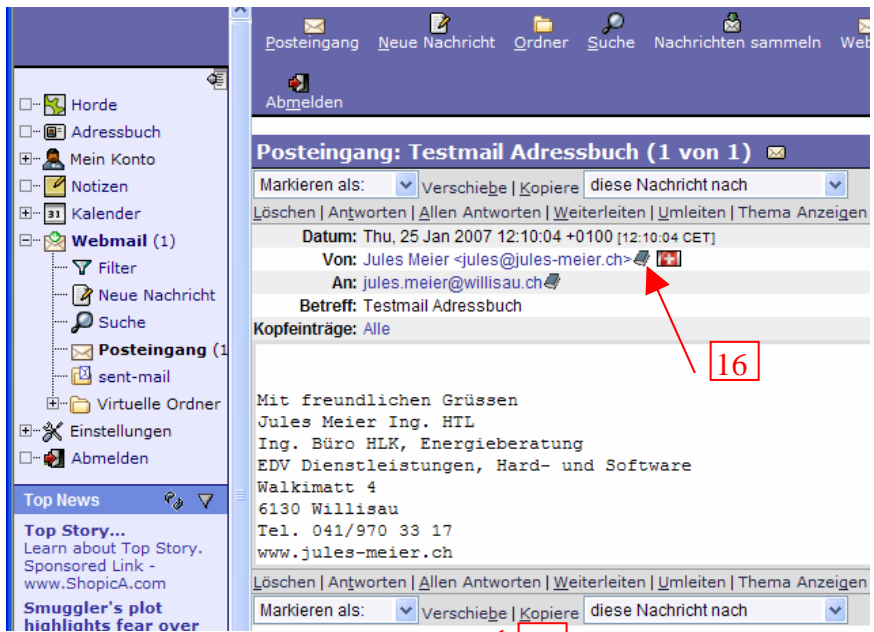 Posteingang Neue Nachricht Ordner Suche Nachrichten sammeln
Abmelden
Horde
Adressbuch
Mein Konto
Notizen
31 Kalender
Webmail (1)
Filter
Neue Nachricht
Suche
Posteingang (1
sent-mail
Virtuelle Ordner
Einstellungen
Abmelden
Top News
Top Story...
Learn about Top Story.
Sponsored Link -
www.ShopicA.com
Smuggler's plot
highlights fear over
Posteingang: Testmail Adressbuch (1 von 1)
Markieren als: Verschiebe | Kopiere diese Nachricht nach
Löschen | Antworten | Allen Antworten | Weiterleiten | Umleiten | Thema Anzeigen
Datum: Thu, 25 Jan 2007 12:10:04 +0100 [12:10:04 CET]
Von: Jules Meier <jules@jules-meier.ch>
An: jules.meier@willisau.ch
Betreff: Testmail Adressbuch
Kopfeinträge: Alle
16
Mit freundlichen Grüssen
Jules Meier Ing. HTL
Ing. Büro HLK, Energieberatung
EDV Dienstleistungen, Hard- und Software
Walkimatt 4
6130 Willisau
Tel. 041/970 33 17
www.jules-meier.ch
Löschen | Antworten | Allen Antworten | Weiterleiten | Umleiten | Thema Anzeigen
Markieren als: Verschiebe | Kopiere diese Nachricht nach